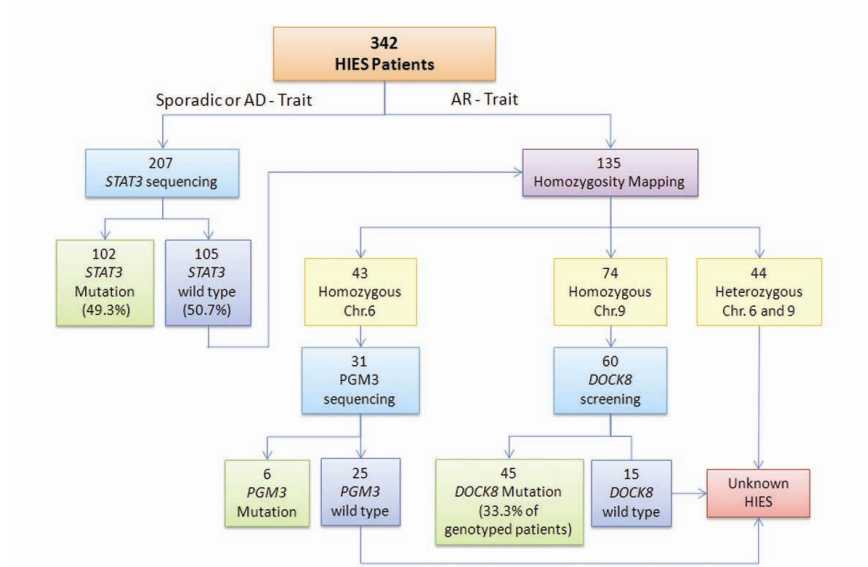 342
HIES Patients
Sporadic or AD - Trait
AR - Trait
207
STAT3 sequencing
135
Homozygosity Mapping
102
STAT3
Mutation
(49.3%)
105
STAT3
wild type
(50.7%)
43
Homozygous
Chr.6
74
Homozygous
Chr.9
44
Heterozygous
Chr. 6 and 9
31
PGM3
sequencing
60
DOCK8
screening
6
PGM3
Mutation
25
PGM3
wild type
45
DOCK8 Mutation
(33.3% of
genotyped patients)
15
DOCK8
wild type
Unknown
HIES